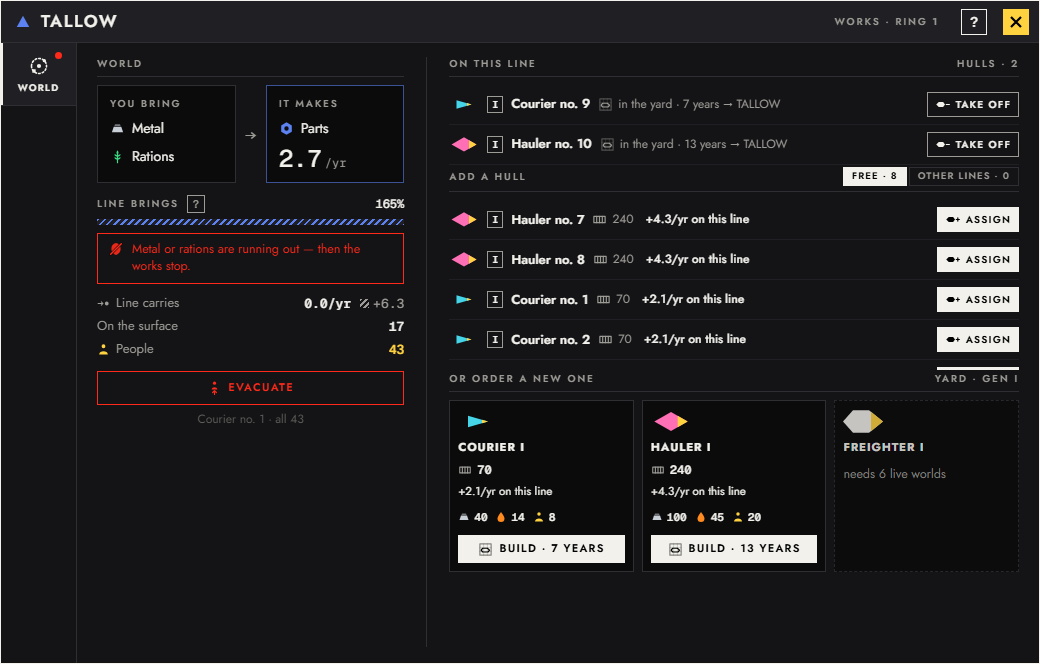 TALLOW
WORKS · RING 1
?
WORLD
WORLD
YOU BRING
Metal
Rations
→
IT MAKES
Parts
2.7 /yr
LINE BRINGS ? 165%
Metal or rations are running out — then the
works stop.
Line carries 0.0/yr +6.3
On the surface 17
People 43
EVACUATE
Courier no. 1 · all 43
ON THIS LINE HULLS · 2
I Courier no. 9 in the yard · 7 years → TALLOW TAKE OFF
I Hauler no. 10 in the yard · 13 years → TALLOW TAKE OFF
ADD A HULL FREE · 8 OTHER LINES · 0
I Hauler no. 7 240 +4.3/yr on this line ASSIGN
I Hauler no. 8 240 +4.3/yr on this line ASSIGN
I Courier no. 1 70 +2.1/yr on this line ASSIGN
I Courier no. 2 70 +2.1/yr on this line ASSIGN
OR ORDER A NEW ONE YARD · GEN I
COURIER I
70
+2.1/yr on this line
40 14 8
BUILD · 7 YEARS
HAULER I
240
+4.3/yr on this line
100 45 20
BUILD · 13 YEARS
FREIGHTER I
needs 6 live worlds